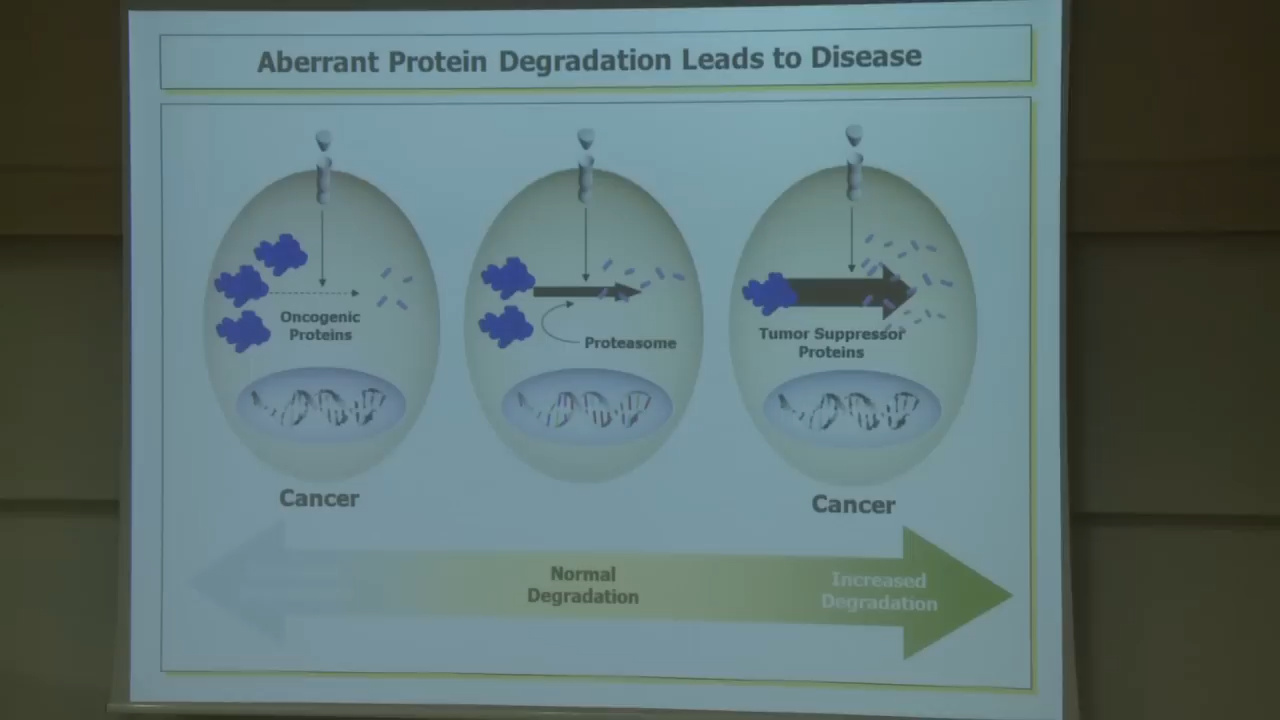 Aberrant Protein Degradation Leads to Disease
Oncogenic
Proteins
Proteasome
Tumor Suppressor
Proteins
Cancer
Cancer
Normal
Degradation
Increased
Degradation